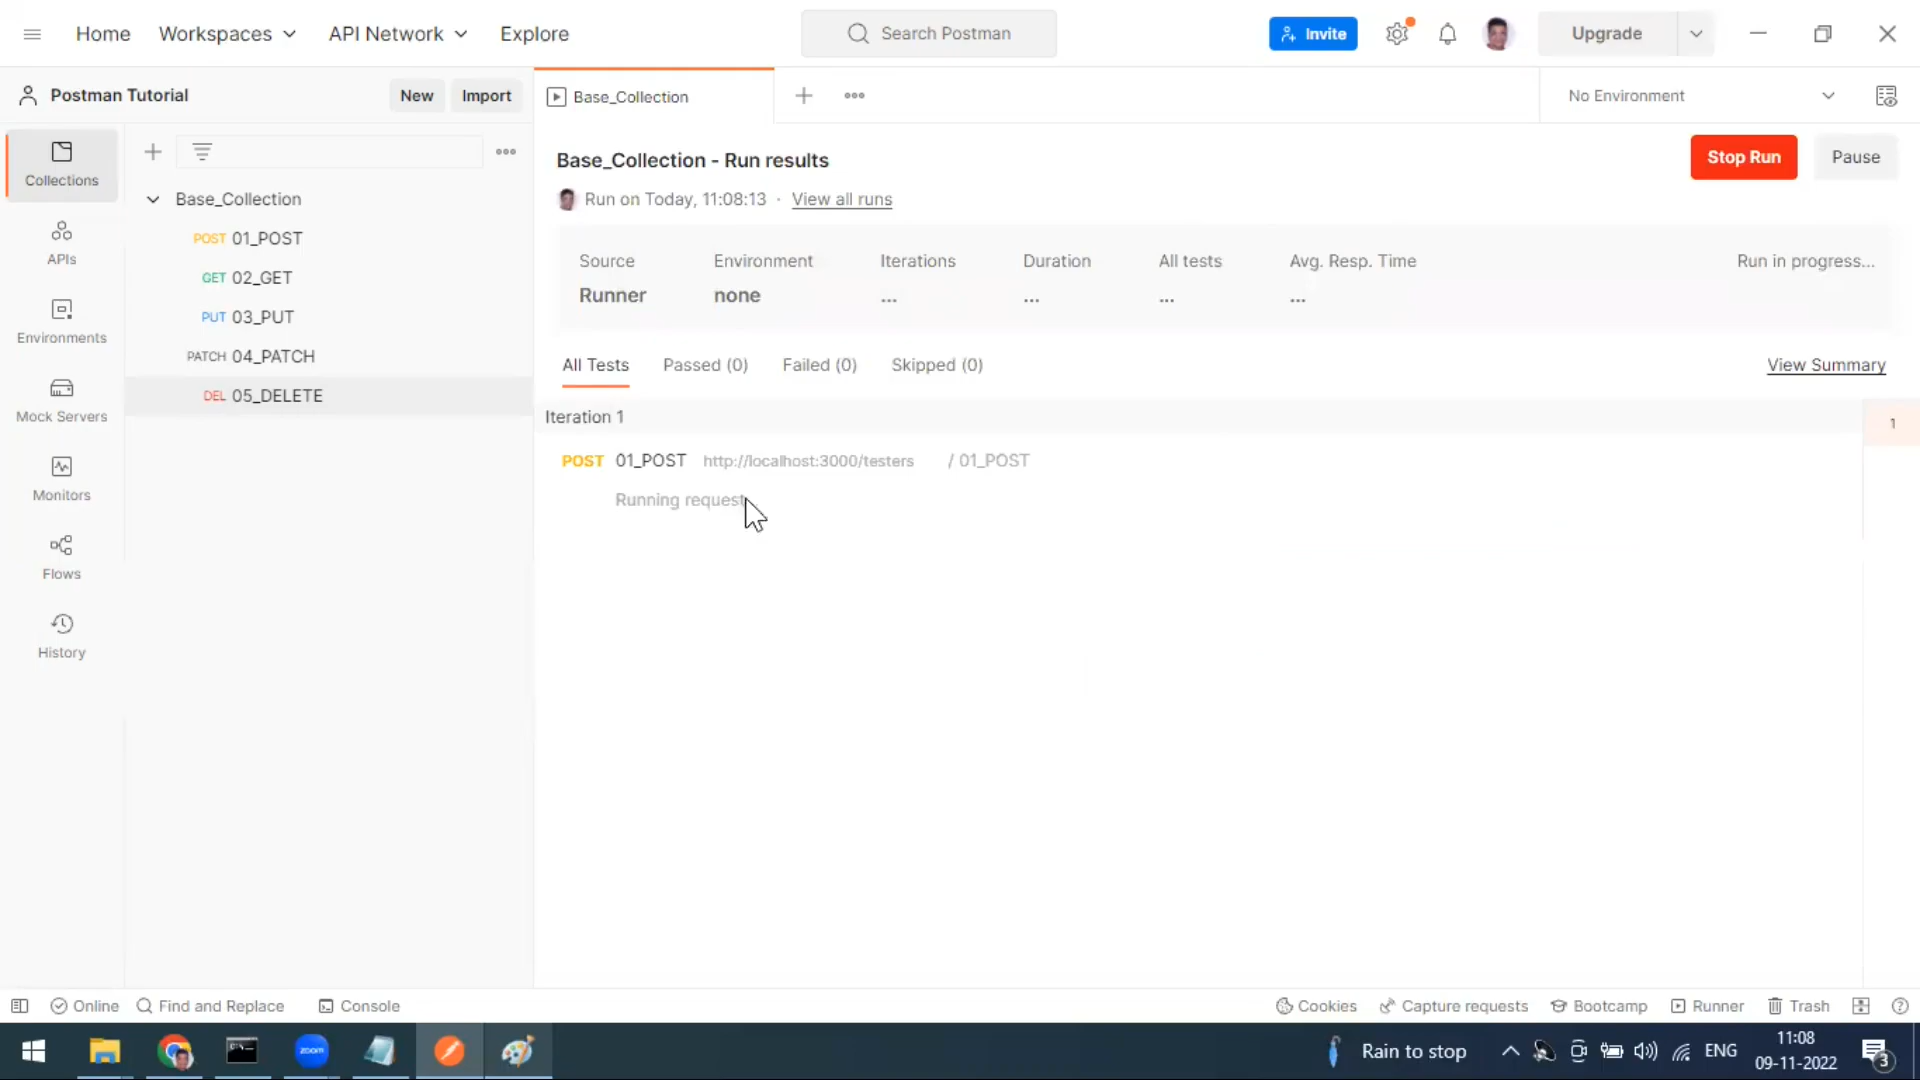 Home Workspaces API Network Explore Search Postman Invite Upgrade
Postman Tutorial New Import Base_Collection No Environment
Collections
APIs
Environments
Mock Servers
Monitors
Flows
History
Base_Collection
POST 01_POST
GET 02_GET
PUT 03_PUT
PATCH 04_PATCH
DEL 05_DELETE
Base_Collection - Run results Stop Run Pause
Run on Today, 11:08:13 · View all runs
Source Environment Iterations Duration All tests Avg. Resp. Time Run in progress...
Runner none ... ... ... ...
All Tests Passed (0) Failed (0) Skipped (0) View Summary
Iteration 1 1
POST 01_POST http://localhost:3000/testers / 01_POST
Running request
Online Find and Replace Console Cookies Capture requests Bootcamp Runner Trash
zoom Rain to stop ENG 11:08
09-11-2022 3